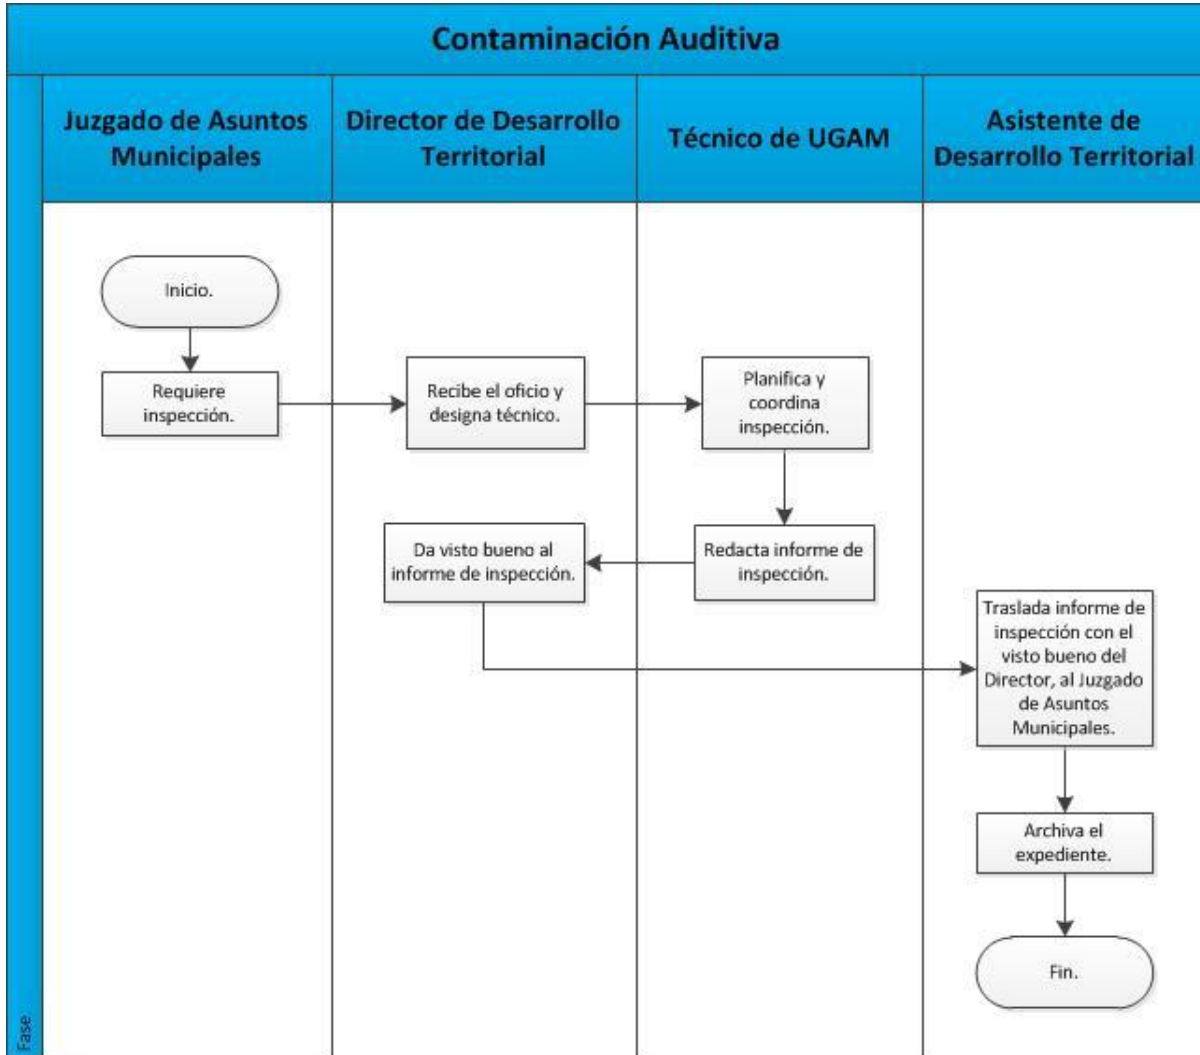 Contaminación Auditiva
Juzgado de Asuntos
Municipales
Director de Desarrollo
Territorial
Técnico de UGAM
Asistente de
Desarrollo Territorial
Inicio.
Requiere
inspección.
Recibe el oficio y
designa técnico.
Planifica y
coordina
inspección.
Da visto bueno al
informe de inspección.
Redacta informe de
inspección.
Traslada informe de
inspección con el
visto bueno del
Director, al Juzgado
de Asuntos
Municipales.
Archiva el
expediente.
Fin.
Fase